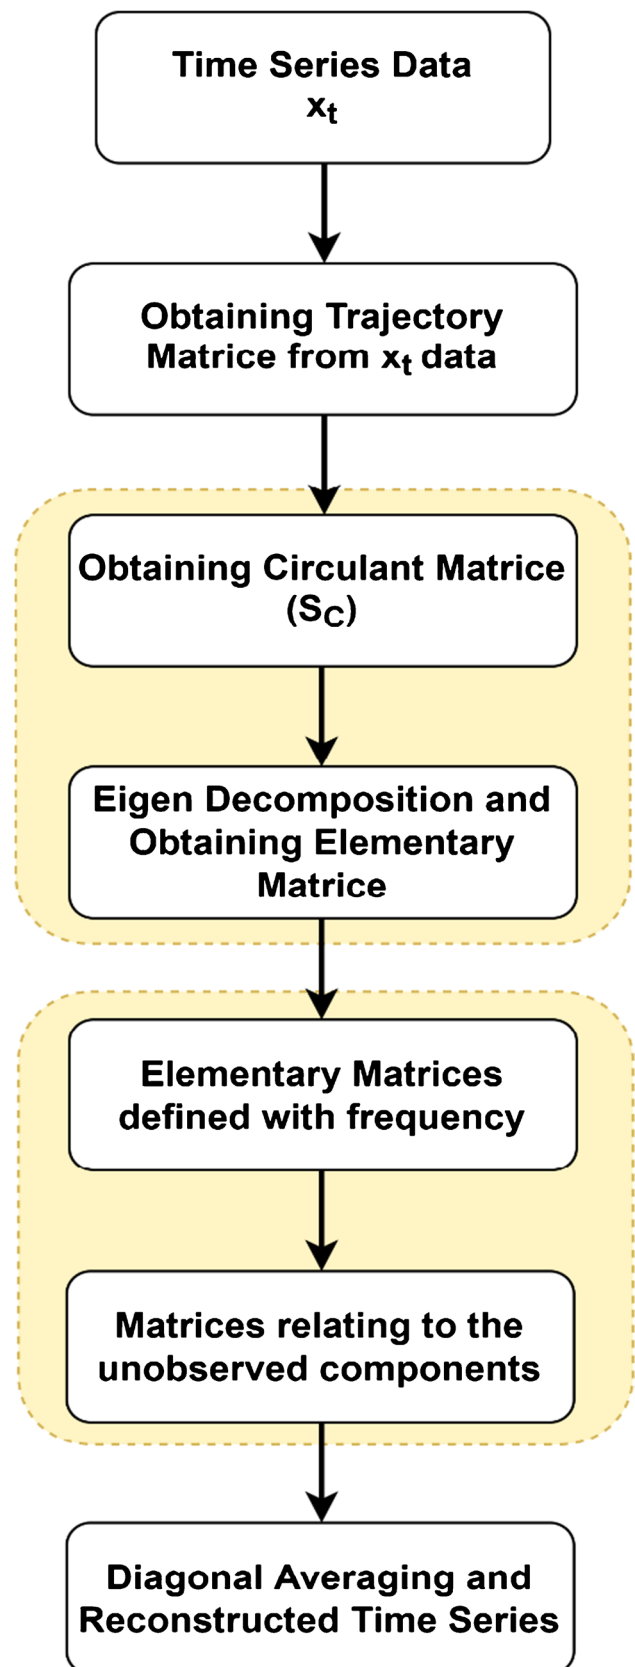 Time Series Data
xt
Obtaining Trajectory
Matrice from xt data
Obtaining Circulant Matrice
(SC)
Eigen Decomposition and
Obtaining Elementary
Matrice
Elementary Matrices
defined with frequency
Matrices relating to the
unobserved components
Diagonal Averaging and
Reconstructed Time Series